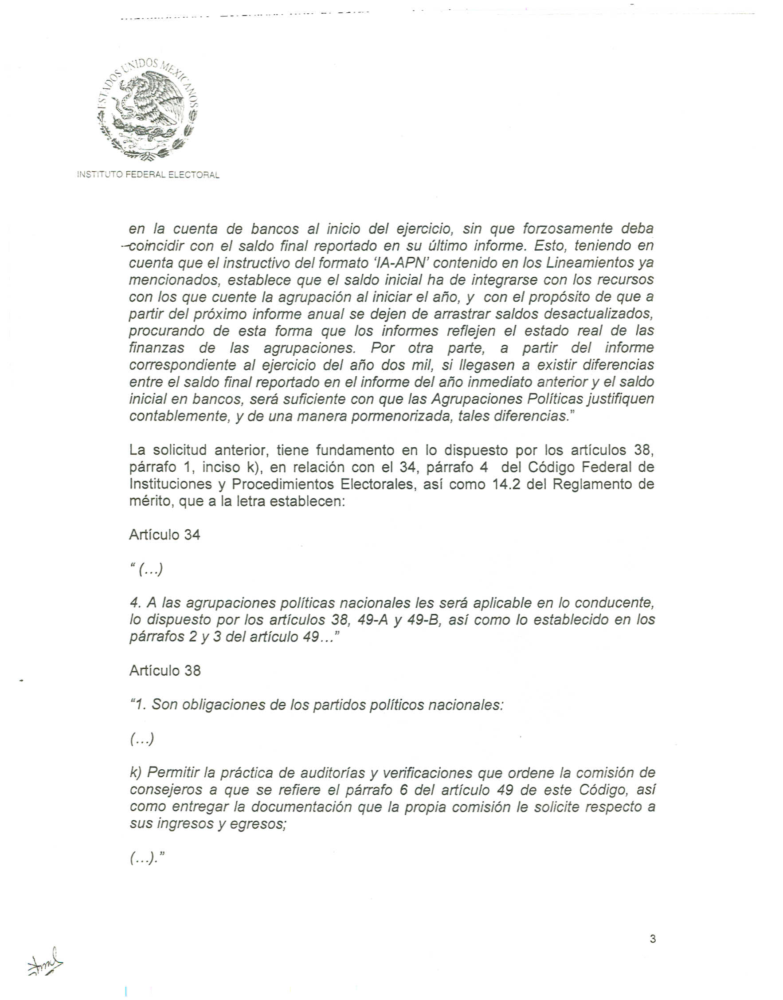 ESTADOS UNIDOS MEXICANOS
INSTITUTO FEDERAL ELECTORAL
en la cuenta de bancos al inicio del ejercicio, sin que forzosamente deba
coincidir con el saldo final reportado en su último informe. Esto, teniendo en
cuenta que el instructivo del formato ‘IA-APN’ contenido en los Lineamientos ya
mencionados, establece que el saldo inicial ha de integrarse con los recursos
con los que cuente la agrupación al iniciar el año, y con el propósito de que a
partir del próximo informe anual se dejen de arrastrar saldos desactualizados,
procurando de esta forma que los informes reflejen el estado real de las
finanzas de las agrupaciones. Por otra parte, a partir del informe
correspondiente al ejercicio del año dos mil, si llegasen a existir diferencias
entre el saldo final reportado en el informe del año inmediato anterior y el saldo
inicial en bancos, será suficiente con que las Agrupaciones Políticas justifiquen
contablemente, y de una manera pormenorizada, tales diferencias.”
La solicitud anterior, tiene fundamento en lo dispuesto por los artículos 38,
párrafo 1, inciso k), en relación con el 34, párrafo 4 del Código Federal de
Instituciones y Procedimientos Electorales, así como 14.2 del Reglamento de
mérito, que a la letra establecen:
Artículo 34
“ (...)
4. A las agrupaciones políticas nacionales les será aplicable en lo conducente,
lo dispuesto por los artículos 38, 49-A y 49-B, así como lo establecido en los
párrafos 2 y 3 del artículo 49...”
Artículo 38
“1. Son obligaciones de los partidos políticos nacionales:
(...)
k) Permitir la práctica de auditorías y verificaciones que ordene la comisión de
consejeros a que se refiere el párrafo 6 del artículo 49 de este Código, así
como entregar la documentación que la propia comisión le solicite respecto a
sus ingresos y egresos;
(...).”
3